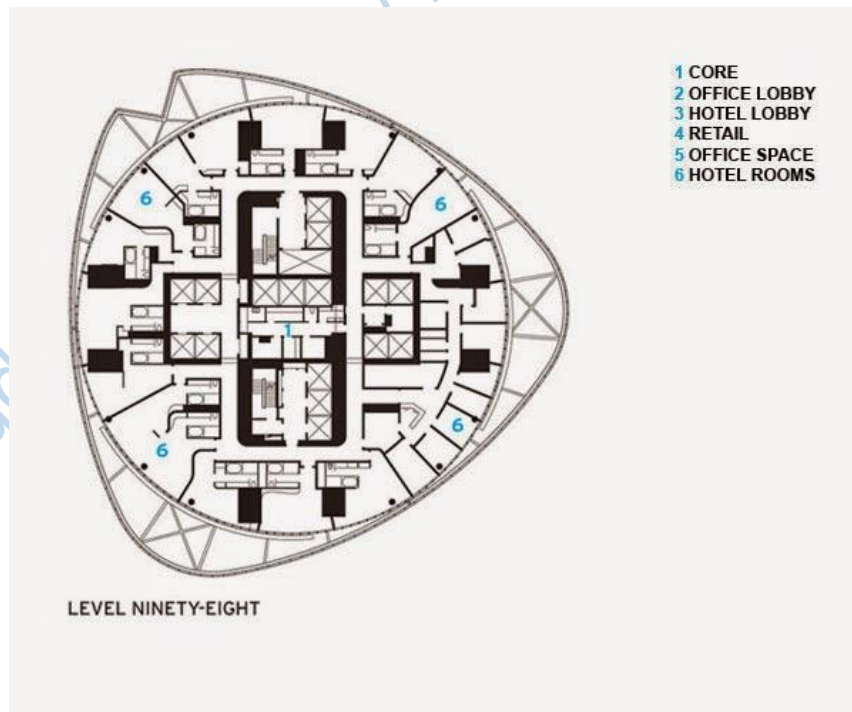 1 CORE
2 OFFICE LOBBY
3 HOTEL LOBBY
4 RETAIL
5 OFFICE SPACE
6 HOTEL ROOMS
6
6
1
6
6
LEVEL NINETY-EIGHT